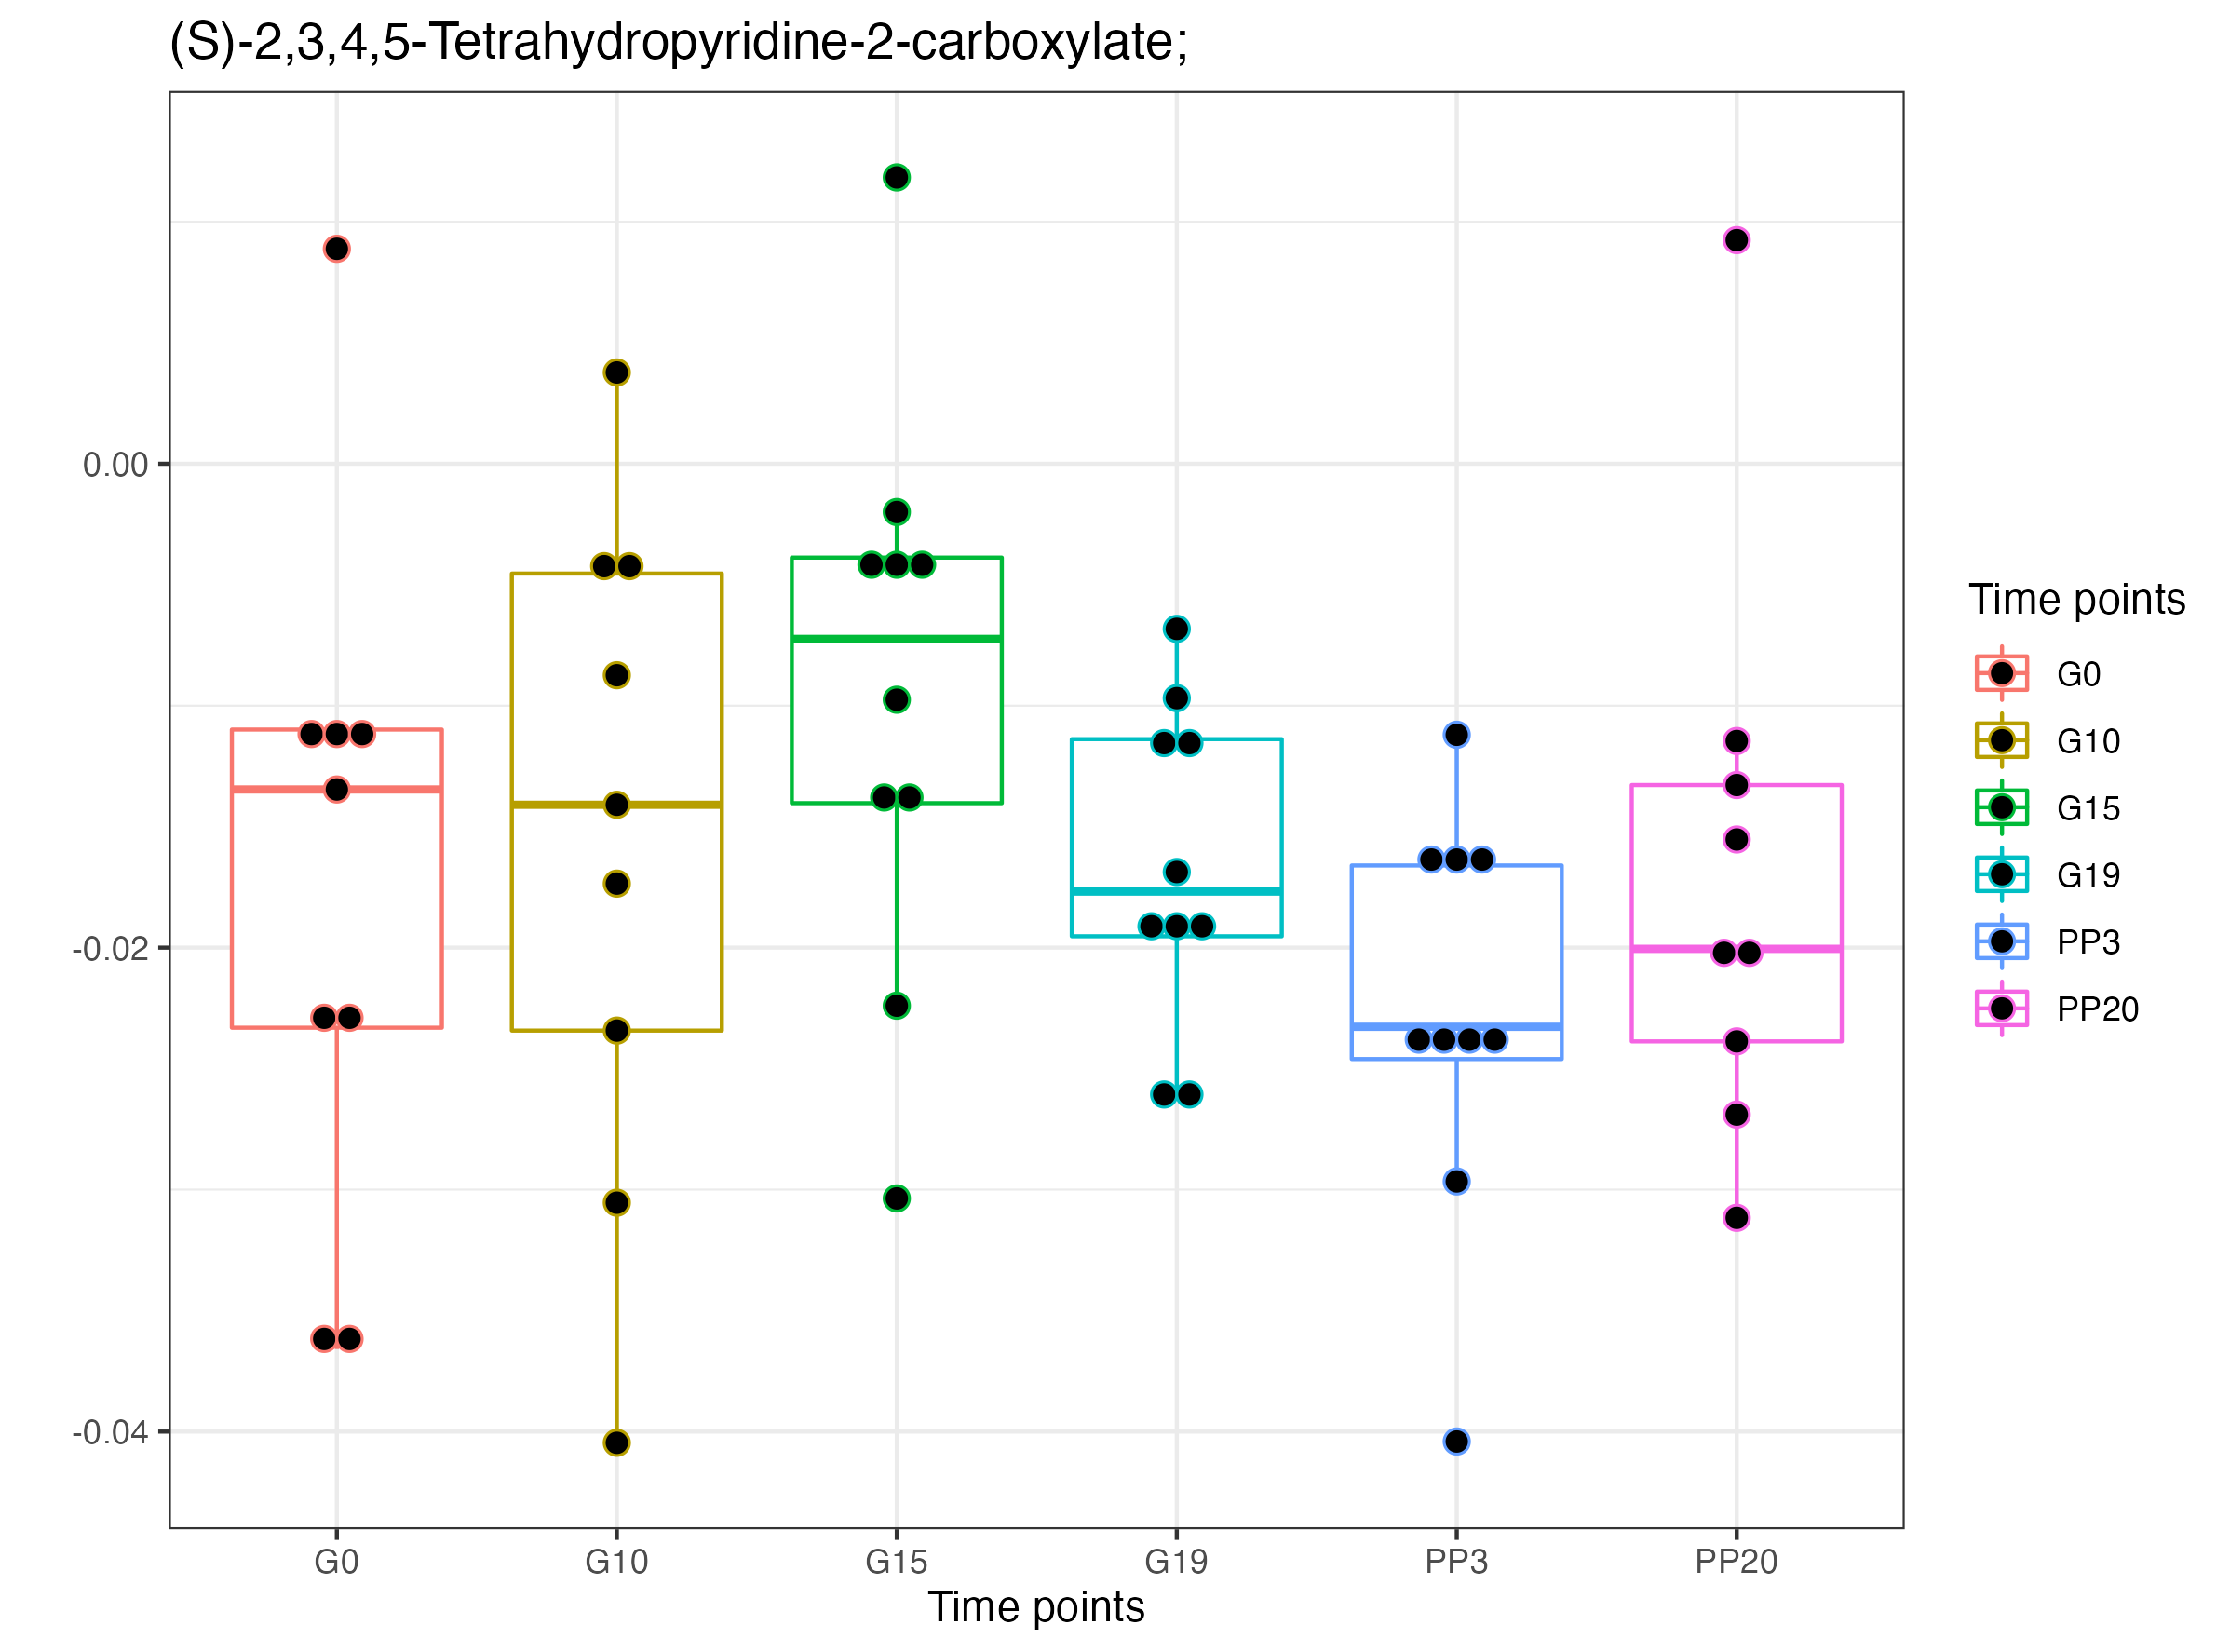 (S)-2,3,4,5-Tetrahydropyridine-2-carboxylate;
0.00
-0.02
-0.04
G0 G10 G15 G19 PP3 PP20
Time points
Time points
G0
G10
G15
G19
PP3
PP20